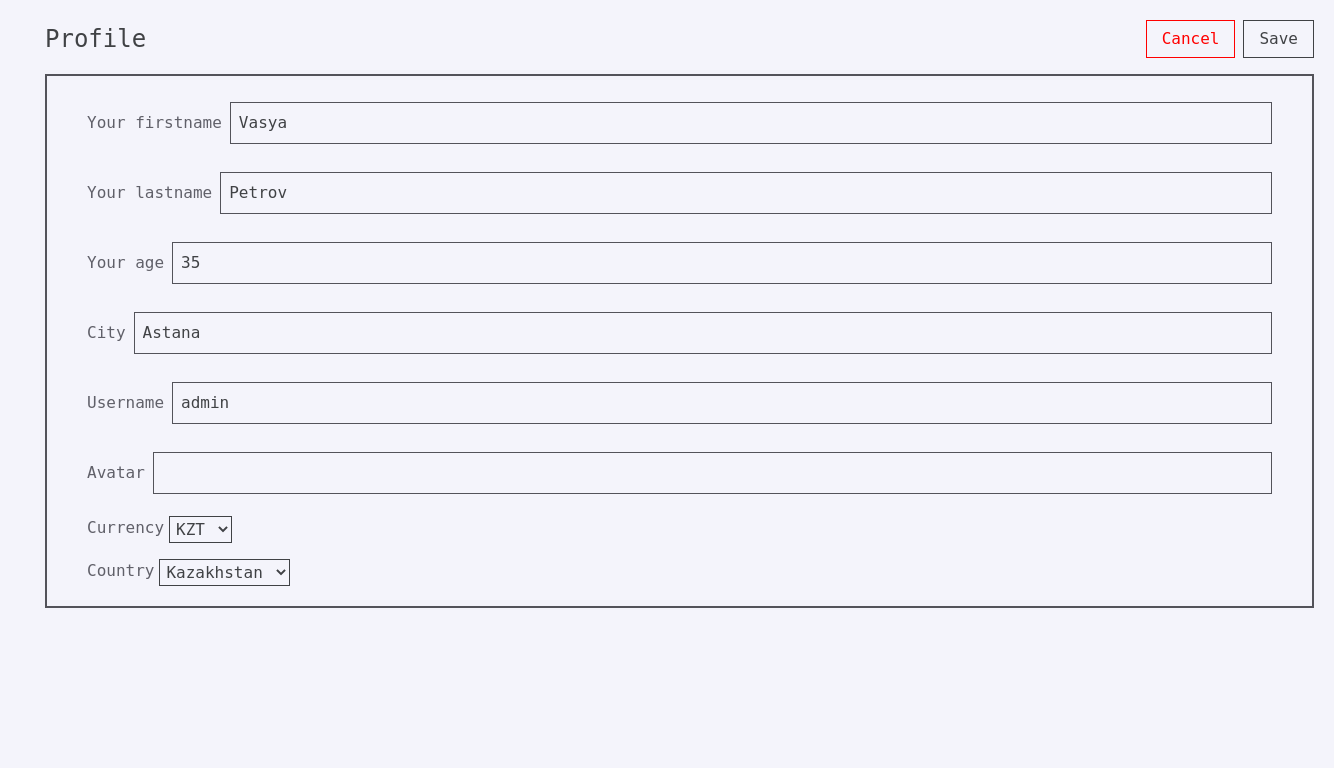 Profile Cancel Save
Your firstname Vasya
Your lastname Petrov
Your age 35
City Astana
Username admin
Avatar
Currency KZT
Country Kazakhstan